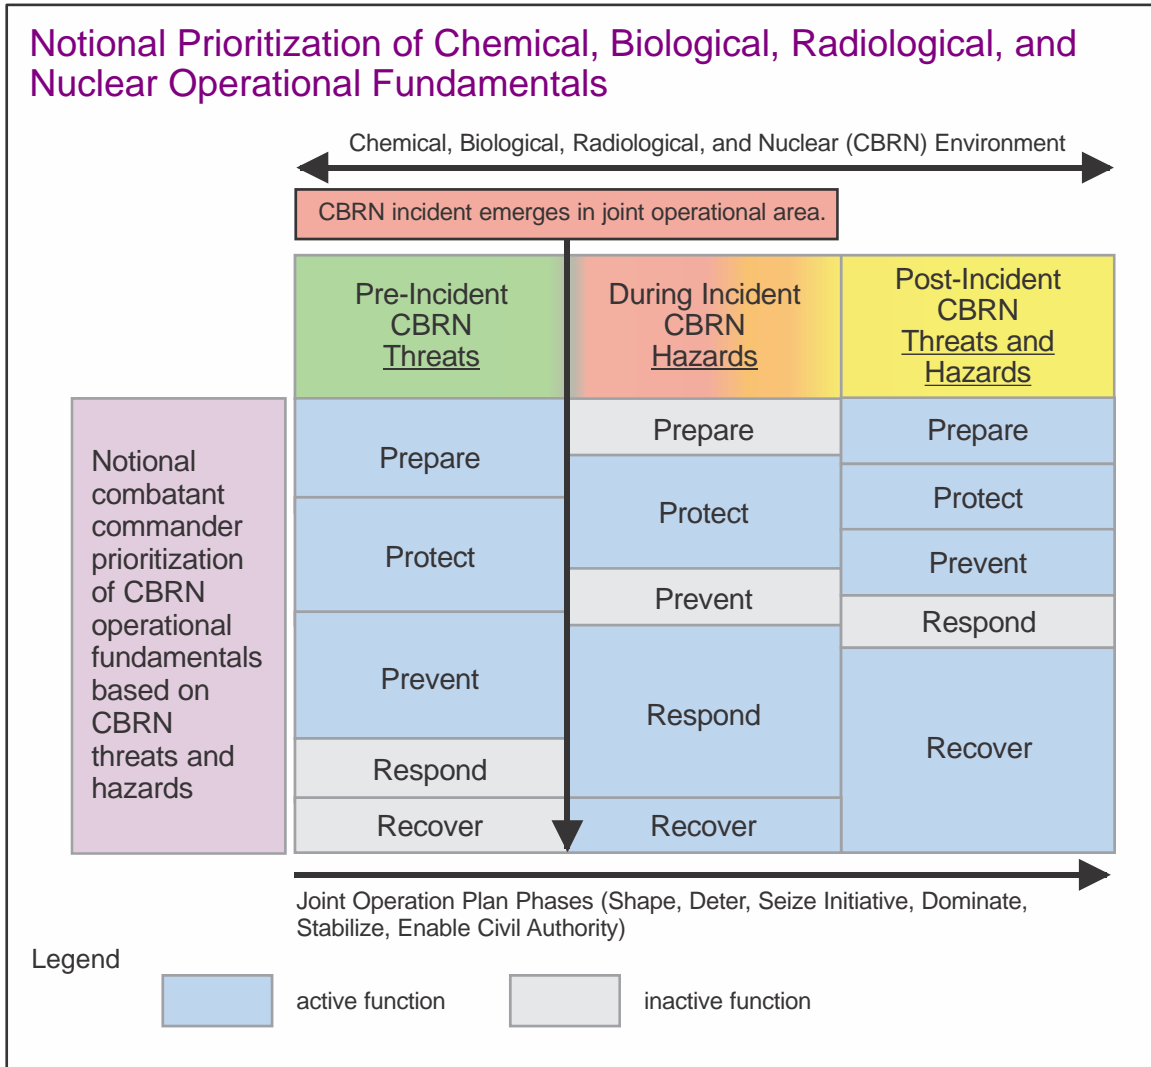 Notional Prioritization of Chemical, Biological, Radiological, and
Nuclear Operational Fundamentals
Chemical, Biological, Radiological, and Nuclear (CBRN) Environment
CBRN incident emerges in joint operational area.
Pre-Incident
CBRN
Threats
During Incident
CBRN
Hazards
Post-Incident
CBRN
Threats and
Hazards
Notional
combatant
commander
prioritization
of CBRN
operational
fundamentals
based on
CBRN
threats and
hazards
Prepare
Protect
Prevent
Respond
Recover
Prepare
Protect
Prevent
Respond
Recover
Prepare
Protect
Prevent
Respond
Recover
Joint Operation Plan Phases (Shape, Deter, Seize Initiative, Dominate,
Stabilize, Enable Civil Authority)
Legend
active function
inactive function